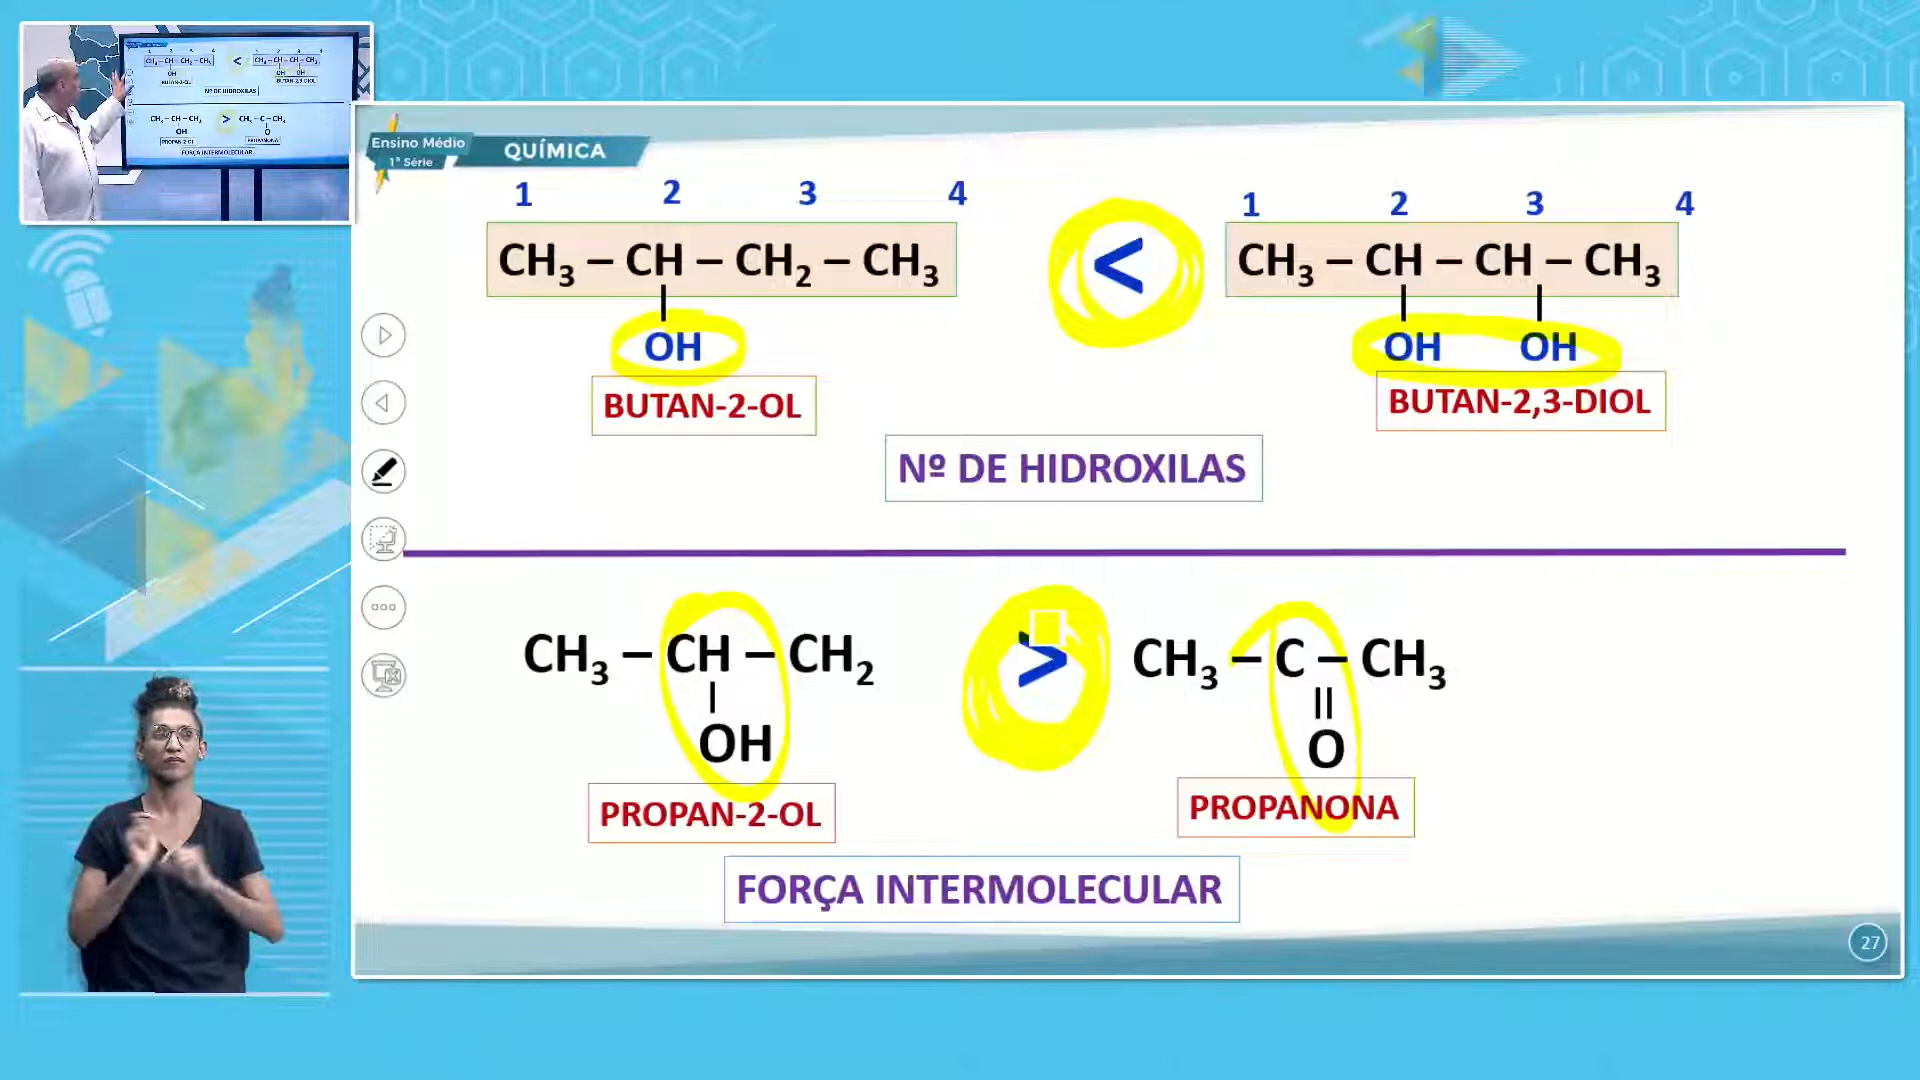 Ensino Médio
1ª Série
QUÍMICA
1 2 3 4
CH₃ – CH – CH₂ – CH₃
OH
BUTAN-2-OL
<
1 2 3 4
CH₃ – CH – CH – CH₃
OH OH
BUTAN-2,3-DIOL
Nº DE HIDROXILAS
CH₃ – CH – CH₂
OH
PROPAN-2-OL
>
CH₃ – C – CH₃
O
PROPANONA
FORÇA INTERMOLECULAR
27